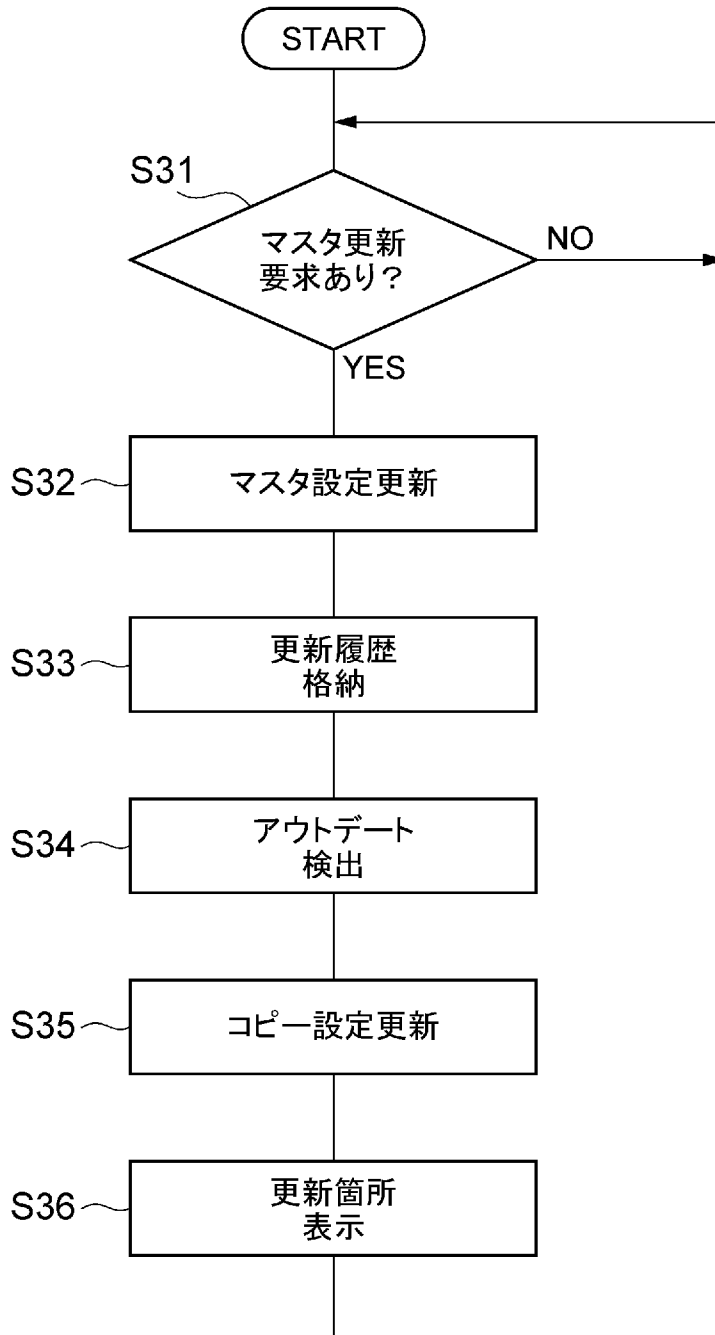 START
S31
マスタ更新
要求あり?
NO
YES
S32
マスタ設定更新
S33
更新履歴
格納
S34
アウトデート
検出
S35
コピー設定更新
S36
更新箇所
表示